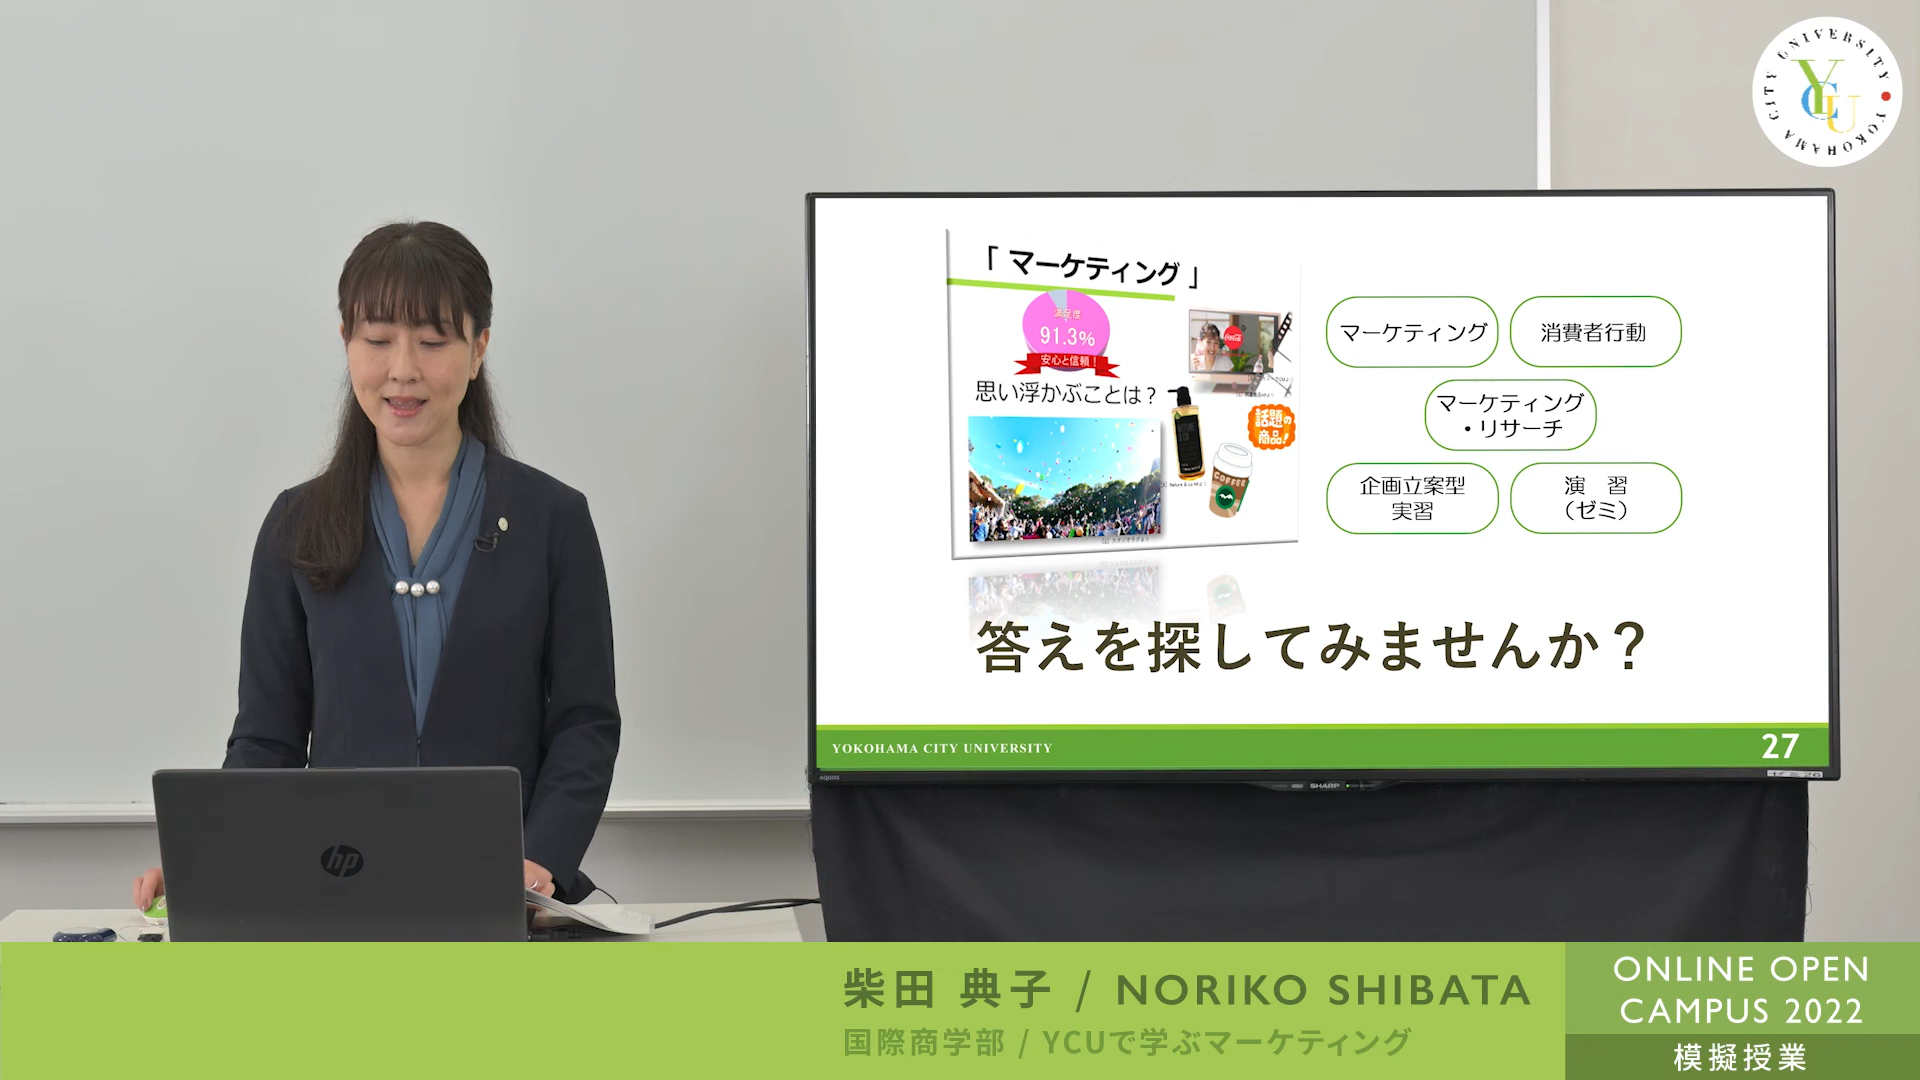 YOKOHAMA CITY UNIVERSITY
YCU
「 マーケティング 」
満足度
91.3%
安心と信頼！
思い浮かぶことは？
Coca-Cola
話題の
商品！
COFFEE
マーケティング
消費者行動
マーケティング
・リサーチ
企画立案型
実習
演　習
（ゼミ）
答えを探してみませんか？
YOKOHAMA CITY UNIVERSITY
27
AQUOS
SHARP
hp
柴田 典子 / NORIKO SHIBATA
国際商学部 / YCUで学ぶマーケティング
ONLINE OPEN
CAMPUS 2022
模擬授業